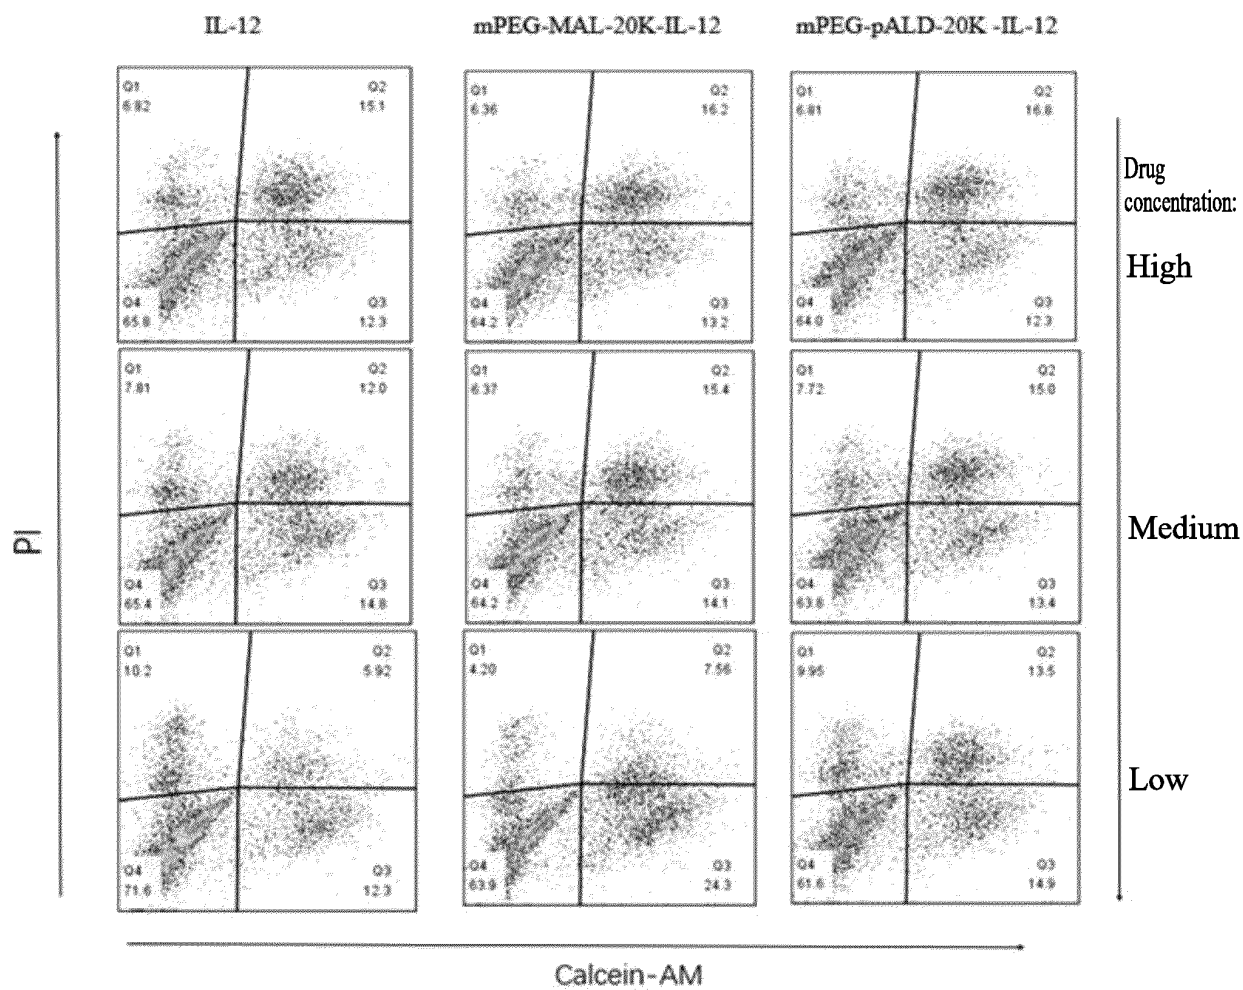 IL-12 mPEG-MAL-20K-IL-12 mPEG-pALD-20K -IL-12
Q1 Q2 Q1 Q2 Q1 Q2
6.82 15.1 6.36 16.2 6.81 16.8
Drug
concentration:
High
Q4 Q3 Q4 Q3 Q4 Q3
65.8 12.3 64.2 13.2 64.0 12.3
Q1 Q2 Q1 Q2 Q1 Q2
7.81 12.0 6.37 15.4 7.72 15.0
PI
Medium
Q4 Q3 Q4 Q3 Q4 Q3
65.4 14.8 64.2 14.1 63.8 13.4
Q1 Q2 Q1 Q2 Q1 Q2
10.2 5.92 4.20 7.56 9.95 13.5
Low
Q4 Q3 Q4 Q3 Q4 Q3
71.6 12.3 63.9 24.3 61.6 14.9
Calcein-AM